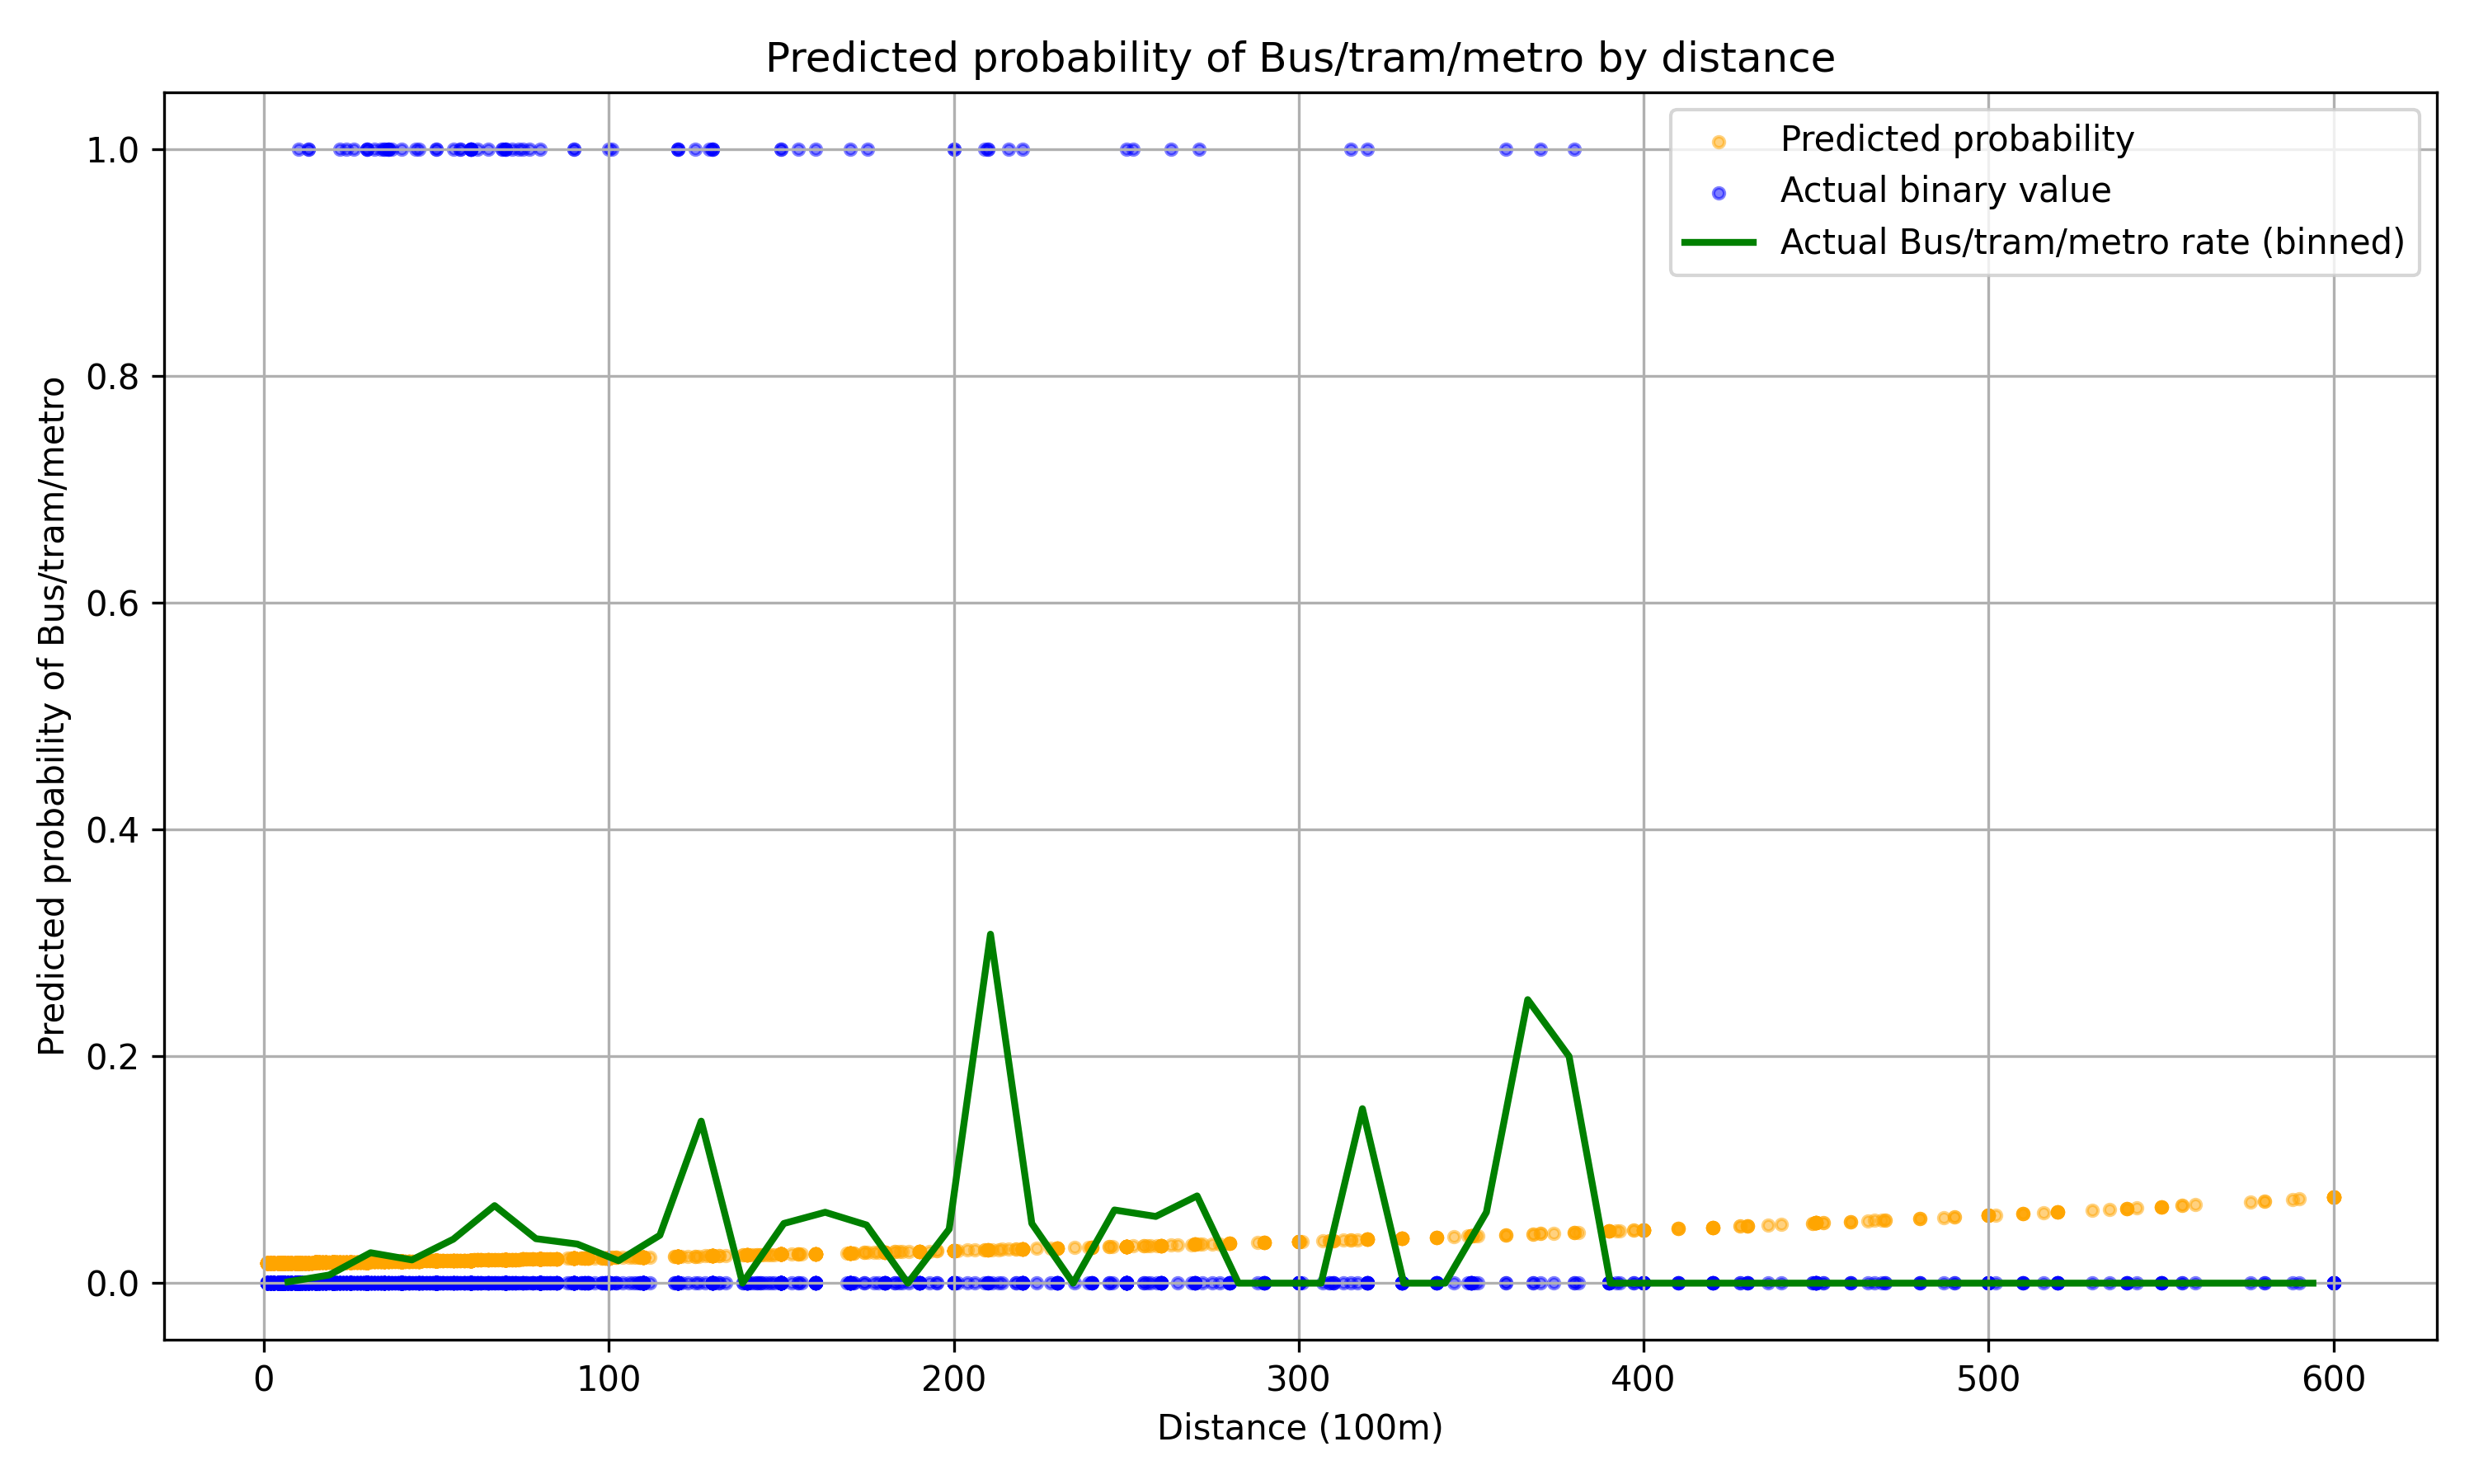 Predicted probability of Bus/tram/metro by distance
Predicted probability
Actual binary value
Actual Bus/tram/metro rate (binned)
Predicted probability of Bus/tram/metro
1.0
0.8
0.6
0.4
0.2
0.0
0 100 200 300 400 500 600
Distance (100m)